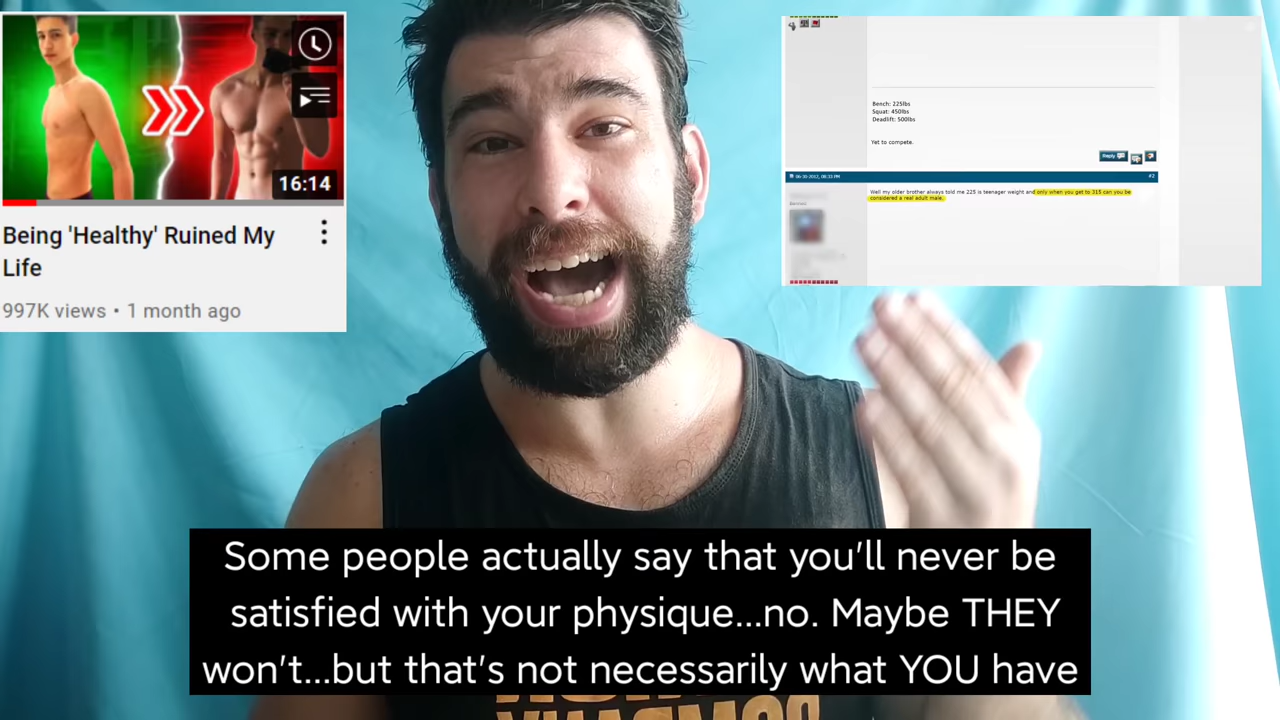 16:14
Being 'Healthy' Ruined My
Life
997K views • 1 month ago
Bench: 225lbs
Squat: 450lbs
Deadlift: 500lbs
Yet to compete.
Reply
#2
Well my older brother always told me 225 is teenager weight and only when you get to 315 can you be
considered a real adult male.
Some people actually say that you'll never be
satisfied with your physique...no. Maybe THEY
won't...but that's not necessarily what YOU have